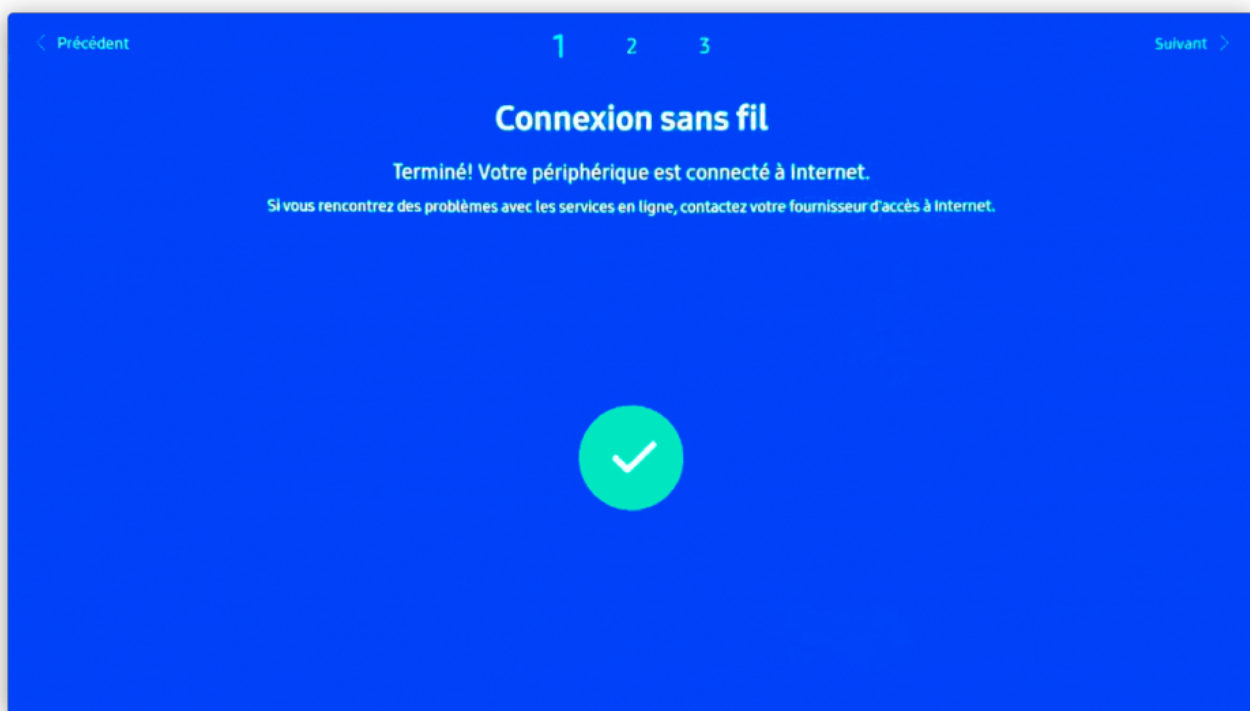 Précédent
1 2 3
Suivant
Connexion sans fil
Terminé! Votre périphérique est connecté à Internet.
Si vous rencontrez des problèmes avec les services en ligne, contactez votre fournisseur d'accès à Internet.